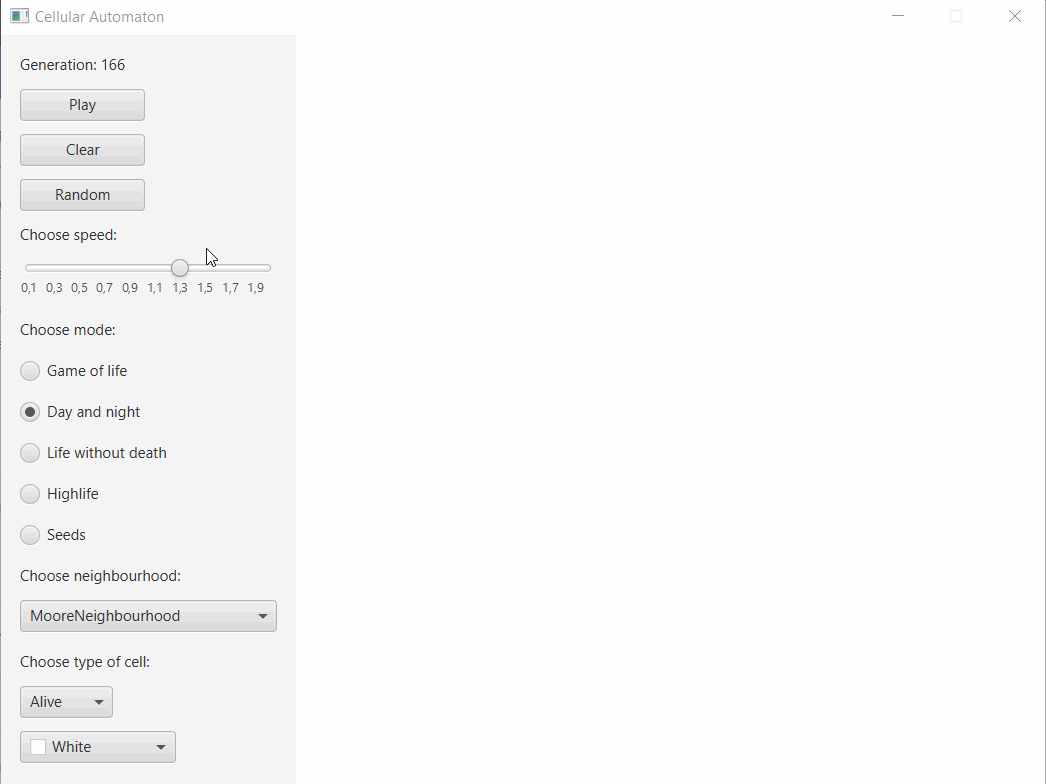 Cellular Automaton
Generation: 166
Play
Clear
Random
Choose speed:
0,1 0,3 0,5 0,7 0,9 1,1 1,3 1,5 1,7 1,9
Choose mode:
Game of life
Day and night
Life without death
Highlife
Seeds
Choose neighbourhood:
MooreNeighbourhood
Choose type of cell:
Alive
White